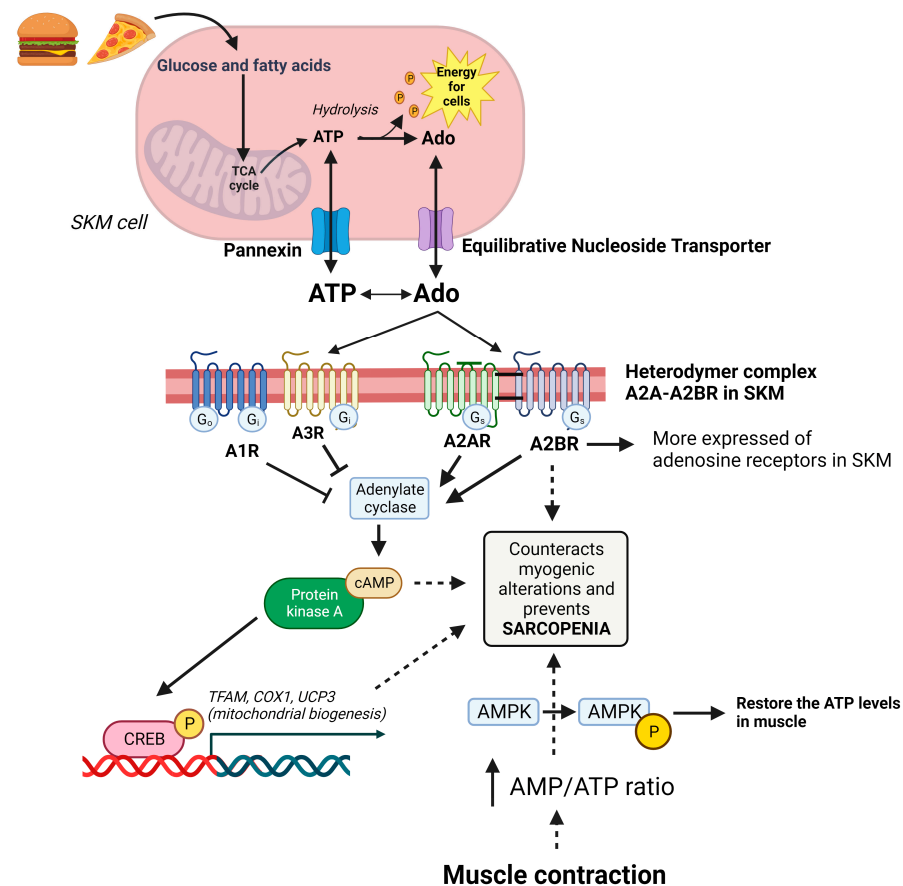 Glucose and fatty acids
Energy
for
cells
P
P
P
Hydrolysis
ATP
Ado
TCA
cycle
SKM cell
Pannexin
Equilibrative Nucleoside Transporter
ATP
Ado
Heterodymer complex
A2A-A2BR in SKM
Go
Gi
Gi
Gs
Gs
A1R
A3R
A2AR
A2BR
More expressed of
adenosine receptors in SKM
Adenylate
cyclase
Counteracts
myogenic
alterations and
prevents
SARCOPENIA
cAMP
Protein
kinase A
TFAM, COX1, UCP3
(mitochondrial biogenesis)
P
CREB
AMPK
AMPK
P
Restore the ATP levels
in muscle
AMP/ATP ratio
Muscle contraction